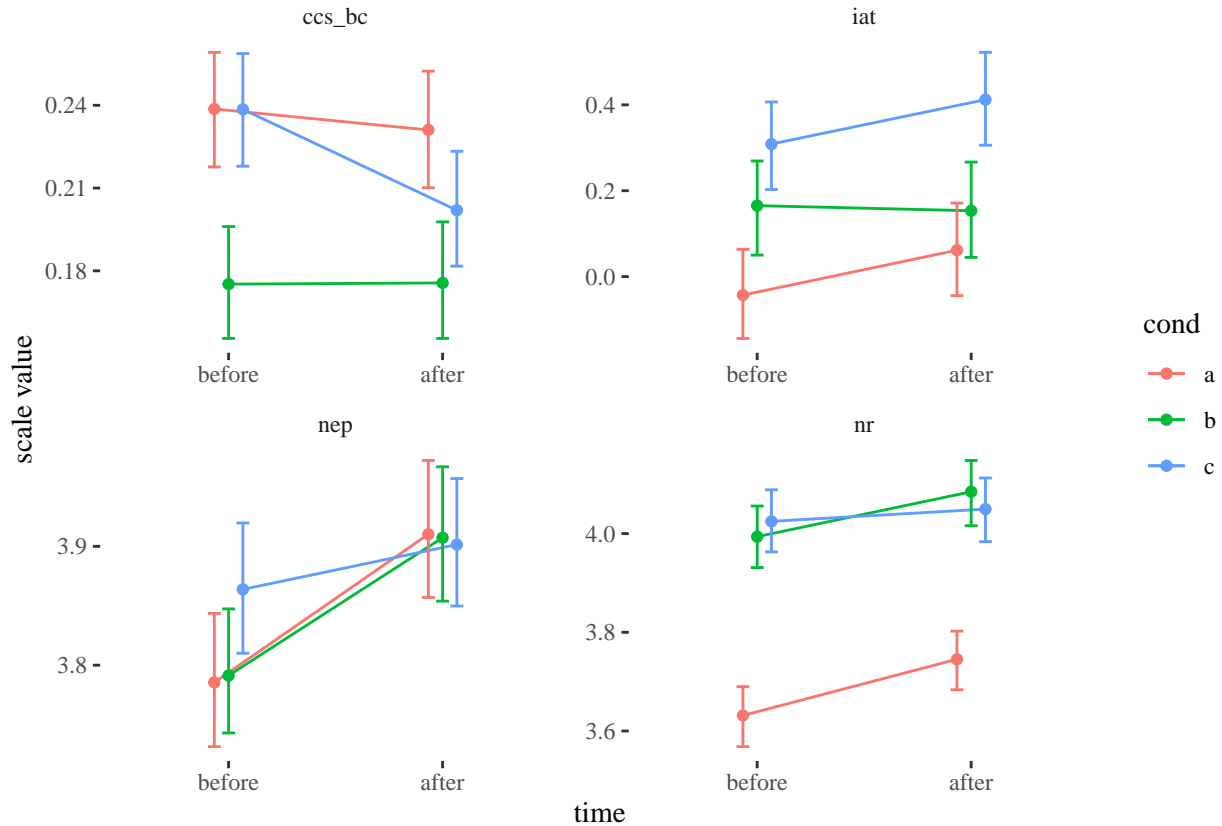 ccs_bc
iat
0.24
0.21
0.18
before
after
0.4
0.2
0.0
before
after
nep
nr
3.9
3.8
before
after
4.0
3.8
3.6
before
after
scale value
time
cond
a
b
c